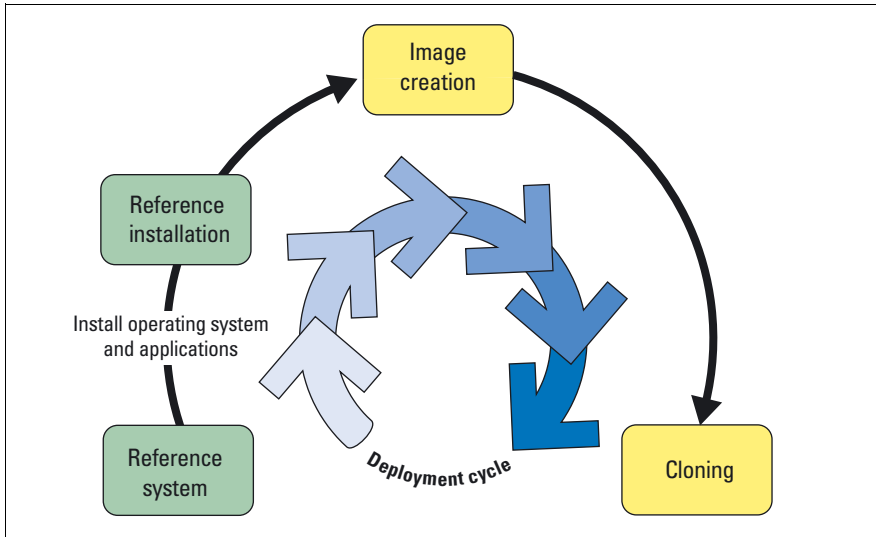 Image
creation
Reference
installation
Install operating system
and applications
Reference
system
Deployment cycle
Cloning